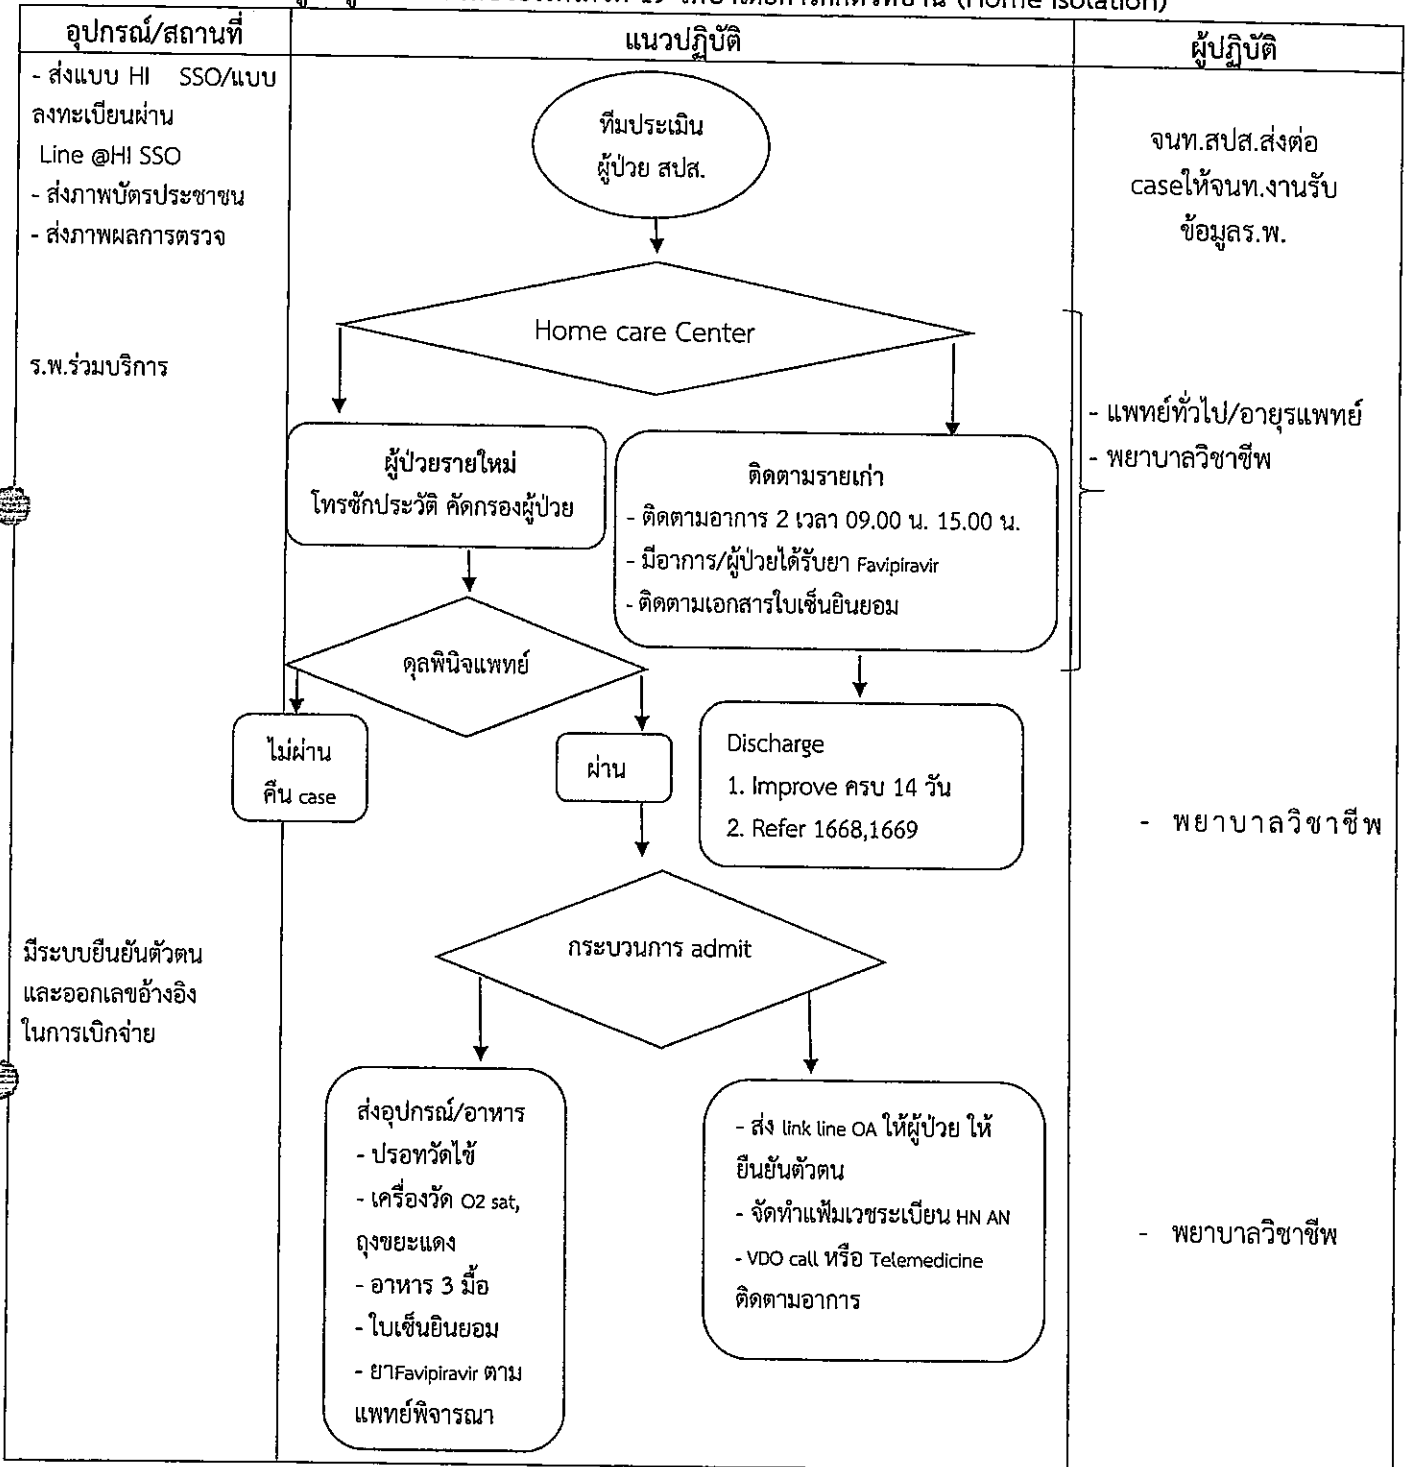 19
(Home Isolation)
อุปกรณ์/สถานที่
แนวปฏิบัติ
ผู้ปฏิบัติ
- ส่งแบบ HI SSO/แบบ
ลงทะเบียนผ่าน
Line @HI SSO
- ส่งภาพบัตรประชาชน
- ส่งภาพผลการตรวจ
ทีมประเมิน
ผู้ป่วย สปส.
จนท.สปส.ส่งต่อ
caseให้จนท.งานรับ
ข้อมูลร.พ.
Home care Center
ร.พ.ร่วมบริการ
- แพทย์ทั่วไป/อายุรแพทย์
- พยาบาลวิชาชีพ
ผู้ป่วยรายใหม่
โทรซักประวัติ คัดกรองผู้ป่วย
ติดตามรายเก่า
- ติดตามอาการ 2 เวลา 09.00 น. 15.00 น.
- มีอาการ/ผู้ป่วยได้รับยา Favipiravir
- ติดตามเอกสารใบเซ็นยินยอม
ดุลพินิจแพทย์
ไม่ผ่าน
คืน case
ผ่าน
Discharge
1. Improve ครบ 14 วัน
2. Refer 1668,1669
- พยาบาลวิชาชีพ
กระบวนการ admit
มีระบบยืนยันตัวตน
และออกเลขอ้างอิง
ในการเบิกจ่าย
ส่งอุปกรณ์/อาหาร
- ปรอทวัดไข้
- เครื่องวัด O2 sat,
ถุงขยะแดง
- อาหาร 3 มื้อ
- ใบเซ็นยินยอม
- ยาFavipiravir ตาม
แพทย์พิจารณา
- ส่ง link line OA ให้ผู้ป่วย ให้
ยืนยันตัวตน
- จัดทำแฟ้มเวชระเบียน HN AN
- VDO call หรือ Telemedicine
ติดตามอาการ
- พยาบาลวิชาชีพ